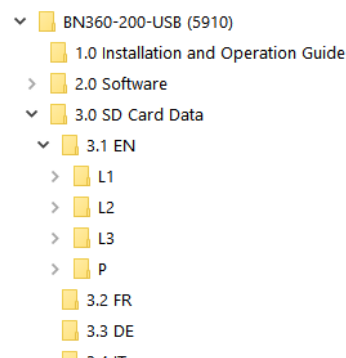 BN360-200-USB (5910)
1.0 Installation and Operation Guide
2.0 Software
3.0 SD Card Data
3.1 EN
L1
L2
L3
P
3.2 FR
3.3 DE